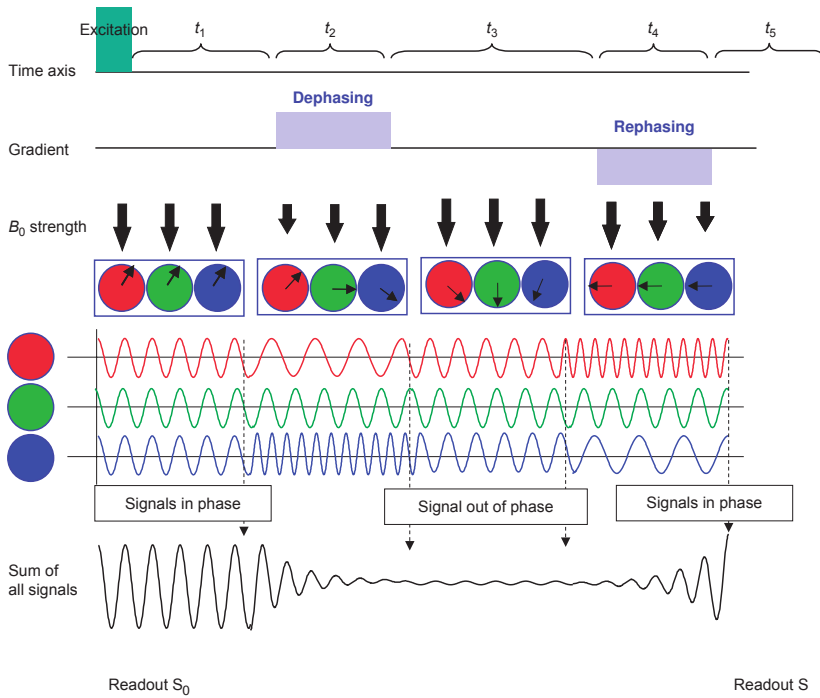 Excitation
t1 t2 t3 t4 t5
Time axis
Dephasing
Rephasing
Gradient
B0 strength
Signals in phase
Signal out of phase
Signals in phase
Sum of
all signals
Readout S0
Readout S